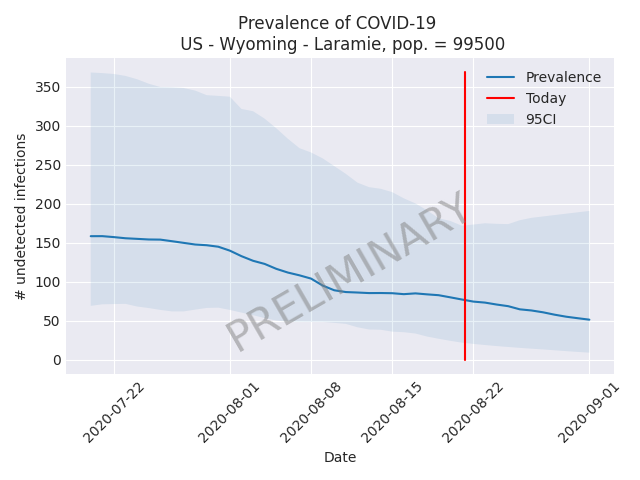 Prevalence of COVID-19
US - Wyoming - Laramie, pop. = 99500
Prevalence
Today
95CI
PRELIMINARY
# undetected infections
350
300
250
200
150
100
50
0
2020-07-22
2020-08-01
2020-08-08
2020-08-15
2020-08-22
2020-09-01
Date